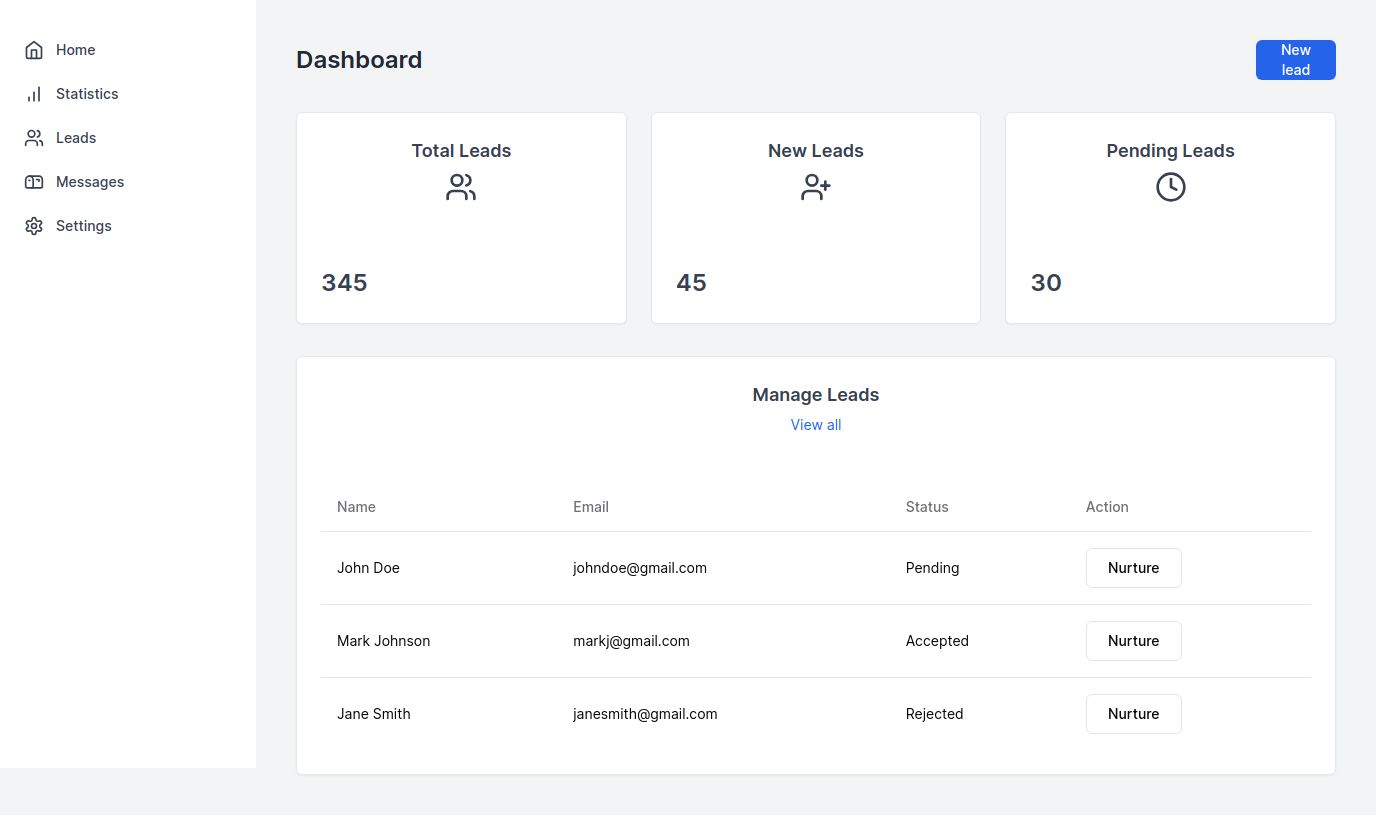 Home
Statistics
Leads
Messages
Settings
Dashboard
New
lead
Total Leads
345
New Leads
45
Pending Leads
30
Manage Leads
View all
Name Email Status Action
John Doe johndoe@gmail.com Pending Nurture
Mark Johnson markj@gmail.com Accepted Nurture
Jane Smith janesmith@gmail.com Rejected Nurture